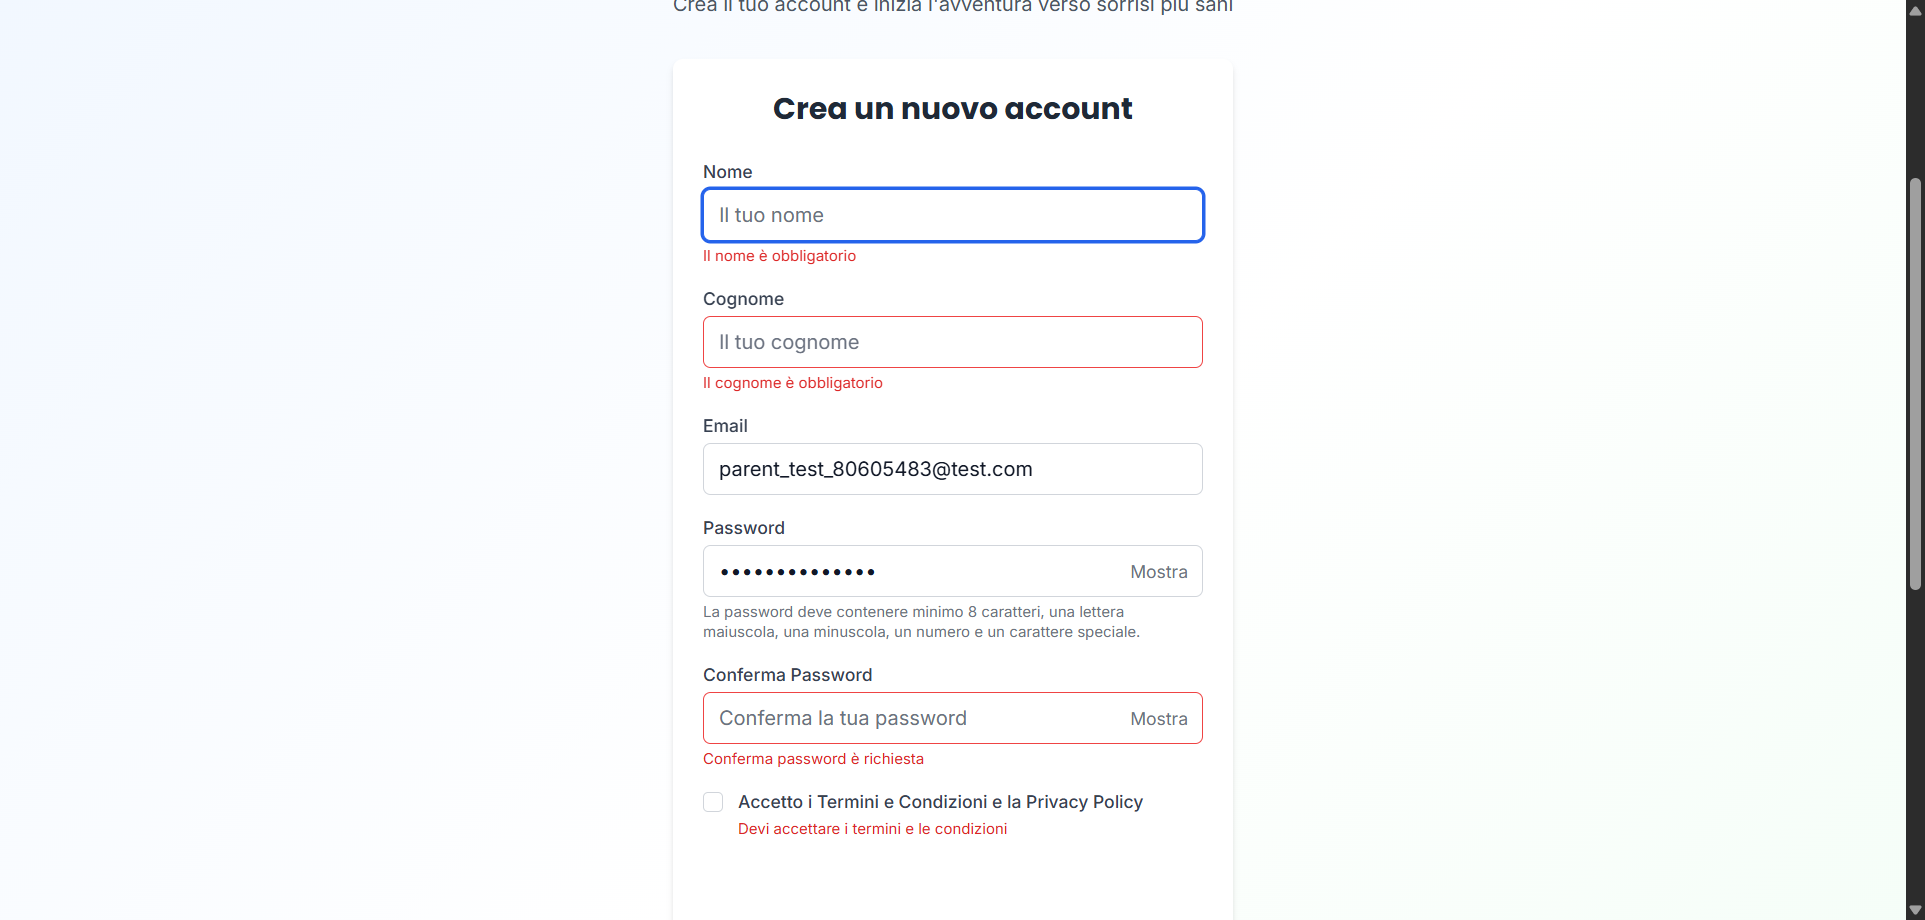 Crea il tuo account e inizia l'avventura verso sorrisi più sani
Crea un nuovo account
Nome
Il tuo nome
Il nome è obbligatorio
Cognome
Il tuo cognome
Il cognome è obbligatorio
Email
parent_test_80605483@test.com
Password
•••••••••••••• Mostra
La password deve contenere minimo 8 caratteri, una lettera
maiuscola, una minuscola, un numero e un carattere speciale.
Conferma Password
Conferma la tua password Mostra
Conferma password è richiesta
Accetto i Termini e Condizioni e la Privacy Policy
Devi accettare i termini e le condizioni